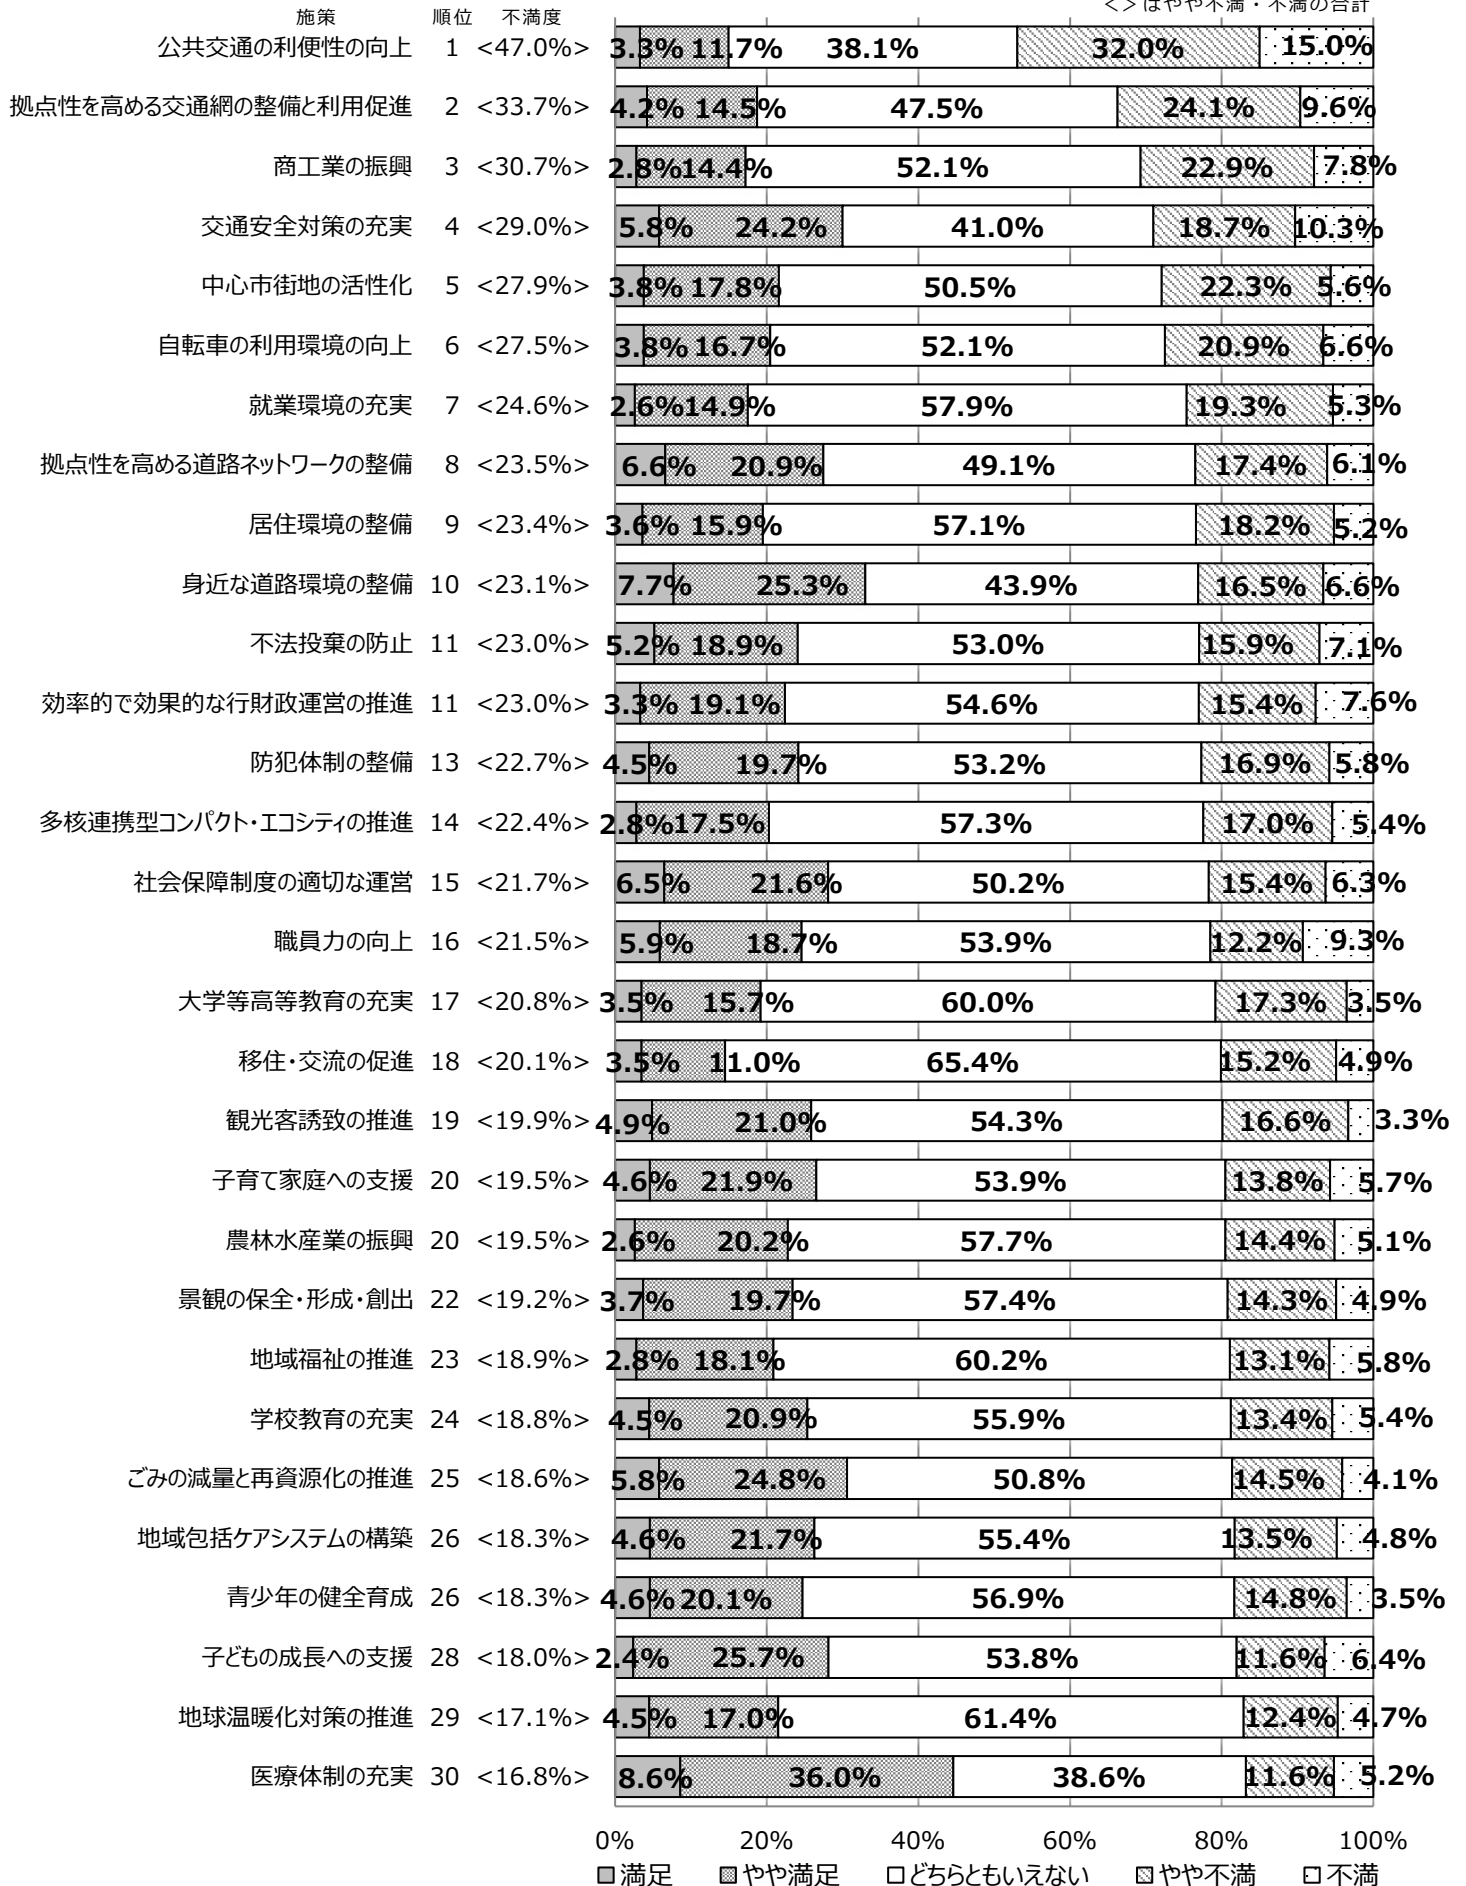 <>はやや不満・不満の合計
施策 順位 不満度
公共交通の利便性の向上 1 <47.0%> 3.3% 11.7% 38.1% 32.0% 15.0%
拠点性を高める交通網の整備と利用促進 2 <33.7%> 4.2% 14.5% 47.5% 24.1% 9.6%
商工業の振興 3 <30.7%> 2.8% 14.4% 52.1% 22.9% 7.8%
交通安全対策の充実 4 <29.0%> 5.8% 24.2% 41.0% 18.7% 10.3%
中心市街地の活性化 5 <27.9%> 3.8% 17.8% 50.5% 22.3% 5.6%
自転車の利用環境の向上 6 <27.5%> 3.8% 16.7% 52.1% 20.9% 6.6%
就業環境の充実 7 <24.6%> 2.6% 14.9% 57.9% 19.3% 5.3%
拠点性を高める道路ネットワークの整備 8 <23.5%> 6.6% 20.9% 49.1% 17.4% 6.1%
居住環境の整備 9 <23.4%> 3.6% 15.9% 57.1% 18.2% 5.2%
身近な道路環境の整備 10 <23.1%> 7.7% 25.3% 43.9% 16.5% 6.6%
不法投棄の防止 11 <23.0%> 5.2% 18.9% 53.0% 15.9% 7.1%
効率的で効果的な行財政運営の推進 11 <23.0%> 3.3% 19.1% 54.6% 15.4% 7.6%
防犯体制の整備 13 <22.7%> 4.5% 19.7% 53.2% 16.9% 5.8%
多核連携型コンパクト・エコシティの推進 14 <22.4%> 2.8% 17.5% 57.3% 17.0% 5.4%
社会保障制度の適切な運営 15 <21.7%> 6.5% 21.6% 50.2% 15.4% 6.3%
職員力の向上 16 <21.5%> 5.9% 18.7% 53.9% 12.2% 9.3%
大学等高等教育の充実 17 <20.8%> 3.5% 15.7% 60.0% 17.3% 3.5%
移住・交流の促進 18 <20.1%> 3.5% 11.0% 65.4% 15.2% 4.9%
観光客誘致の推進 19 <19.9%> 4.9% 21.0% 54.3% 16.6% 3.3%
子育て家庭への支援 20 <19.5%> 4.6% 21.9% 53.9% 13.8% 5.7%
農林水産業の振興 20 <19.5%> 2.6% 20.2% 57.7% 14.4% 5.1%
景観の保全・形成・創出 22 <19.2%> 3.7% 19.7% 57.4% 14.3% 4.9%
地域福祉の推進 23 <18.9%> 2.8% 18.1% 60.2% 13.1% 5.8%
学校教育の充実 24 <18.8%> 4.5% 20.9% 55.9% 13.4% 5.4%
ごみの減量と再資源化の推進 25 <18.6%> 5.8% 24.8% 50.8% 14.5% 4.1%
地域包括ケアシステムの構築 26 <18.3%> 4.6% 21.7% 55.4% 13.5% 4.8%
青少年の健全育成 26 <18.3%> 4.6% 20.1% 56.9% 14.8% 3.5%
子どもの成長への支援 28 <18.0%> 2.4% 25.7% 53.8% 11.6% 6.4%
地球温暖化対策の推進 29 <17.1%> 4.5% 17.0% 61.4% 12.4% 4.7%
医療体制の充実 30 <16.8%> 8.6% 36.0% 38.6% 11.6% 5.2%
0% 20% 40% 60% 80% 100%
満足 やや満足 どちらともいえない やや不満 不満